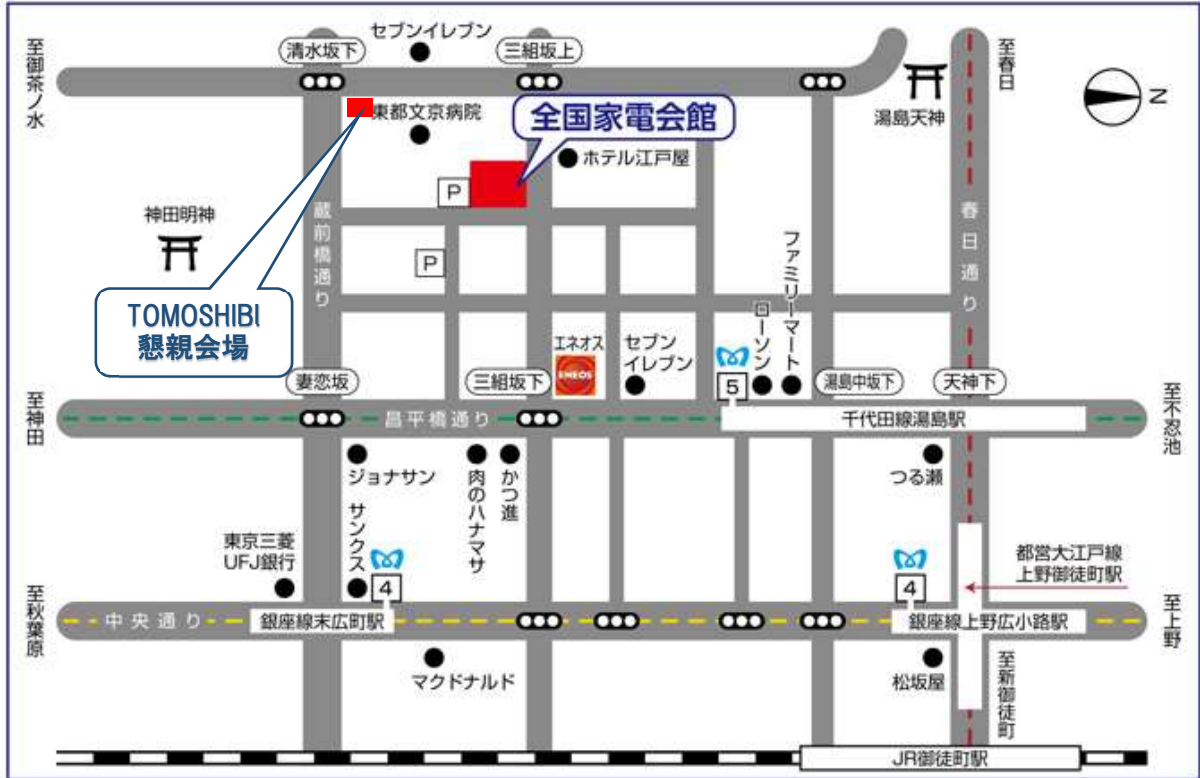 セブンイレブン
至御茶ノ水
清水坂下
三組坂上
至春日
N
東都文京病院
全国家電会館
湯島天神
ホテル江戸屋
P
神田明神
蔵前橋通り
春日通り
P
ファミリーマート
TOMOSHIBI
懇親会場
ローソン
エネオス
ENEOS
セブン
イレブン
5
妻恋坂
三組坂下
湯島中坂下
天神下
至神田
昌平橋通り
千代田線湯島駅
至不忍池
ジョナサン
肉のハナマサ
かつ進
つる瀬
サンクス
東京三菱
UFJ銀行
4
4
都営大江戸線
上野御徒町駅
至秋葉原
中央通り
銀座線末広町駅
銀座線上野広小路駅
至上野
マクドナルド
松坂屋
至新御徒町
JR御徒町駅